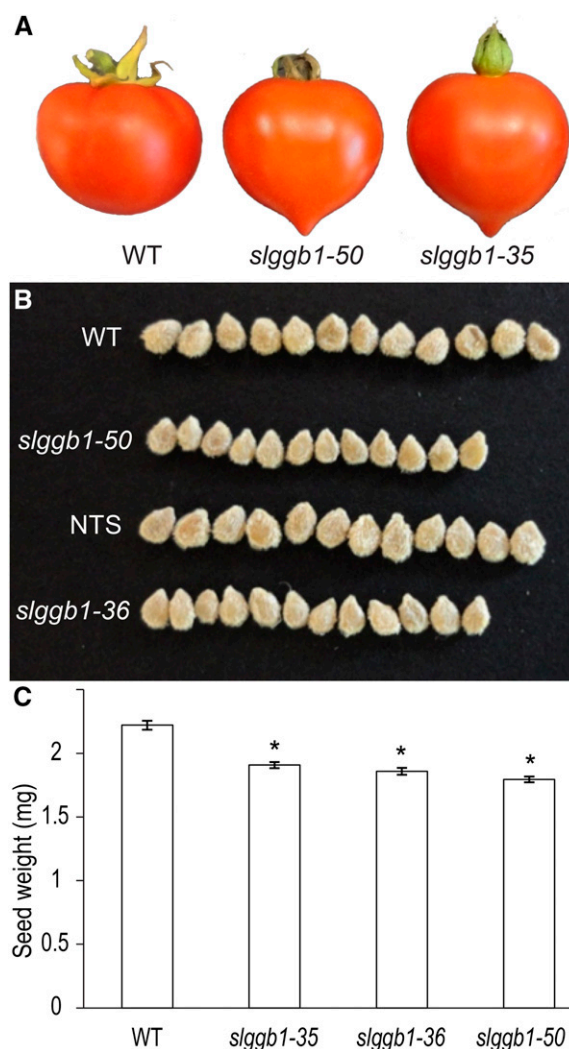 A
WT slggb1-50 slggb1-35
B
WT
slggb1-50
NTS
slggb1-36
C
Seed weight (mg)
2
1.5
1
0.5
0
* * *
WT slggb1-35 slggb1-36 slggb1-50